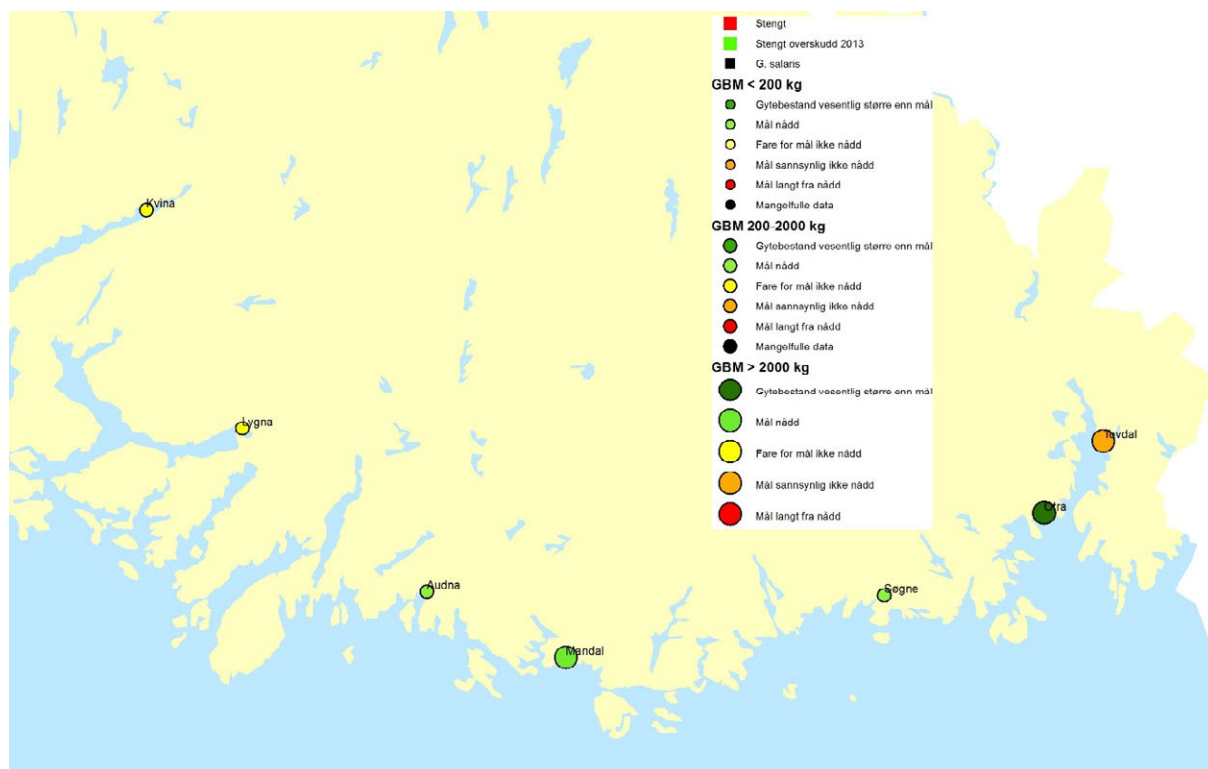 Stengt
Stengt overskudd 2013
G. salaris
GBM < 200 kg
Gytebestand vesentlig større enn mål
Mål nådd
Fare for mål ikke nådd
Mål sannsynlig ikke nådd
Mål langt fra nådd
Mangelfulle data
GBM 200-2000 kg
Gytebestand vesentlig større enn mål
Mål nådd
Fare for mål ikke nådd
Mål sannsynlig ikke nådd
Mål langt fra nådd
Mangelfulle data
GBM > 2000 kg
Gytebestand vesentlig større enn mål
Mål nådd
Fare for mål ikke nådd
Mål sannsynlig ikke nådd
Mål langt fra nådd
Kvina
Lygna
Tovdal
Otra
Audna
Søgne
Mandal